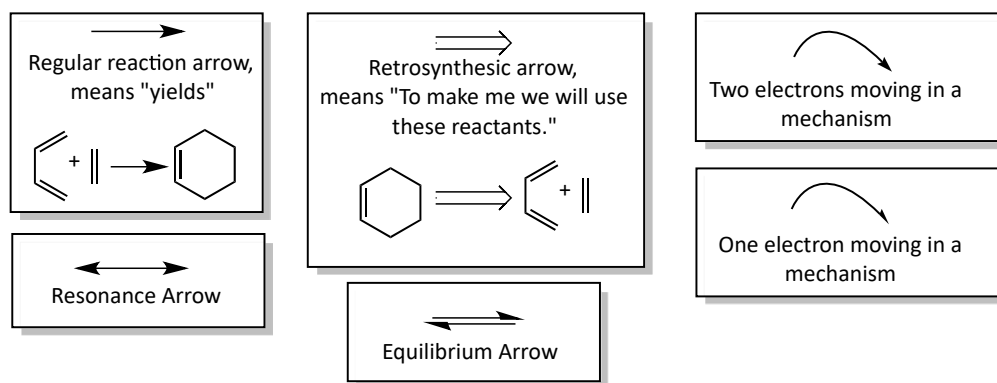 Regular reaction arrow,
means "yields"
+
Resonance Arrow
Retrosynthesic arrow,
means "To make me we will use
these reactants."
+
Equilibrium Arrow
Two electrons moving in a
mechanism
One electron moving in a
mechanism